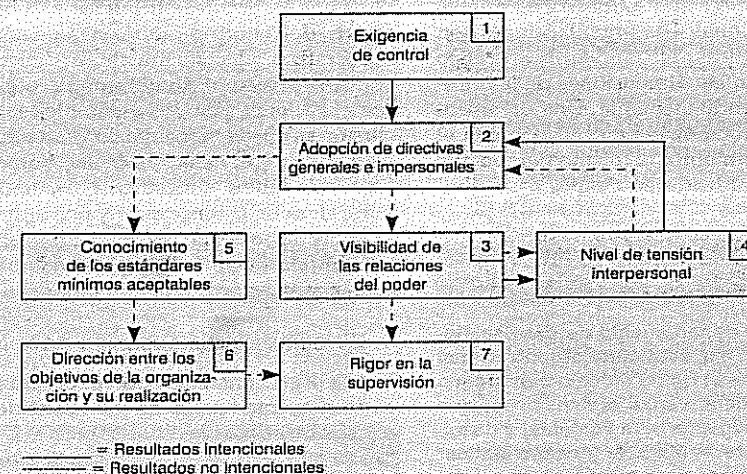 1
Exigencia
de control
2
Adopción de directivas
generales e impersonales
5
Conocimiento
de los estándares
mínimos aceptables
3
Visibilidad de
las relaciones
del poder
4
Nivel de tensión
interpersonal
6
Dirección entre los
objetivos de la organiza-
ción y su realización
7
Rigor en la
supervisión
= Resultados intencionales
= Resultados no intencionales